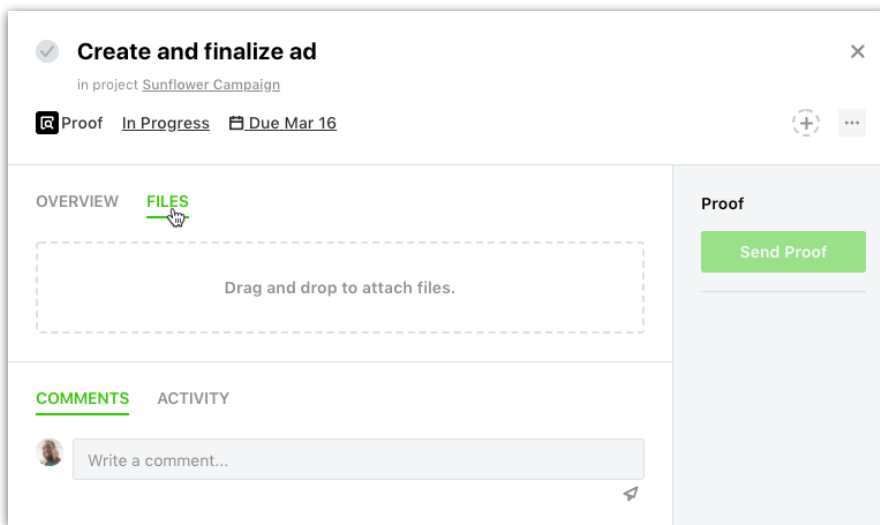 Create and finalize ad
in project Sunflower Campaign
Proof In Progress Due Mar 16
OVERVIEW FILES
Drag and drop to attach files.
Proof
Send Proof
COMMENTS ACTIVITY
Write a comment...